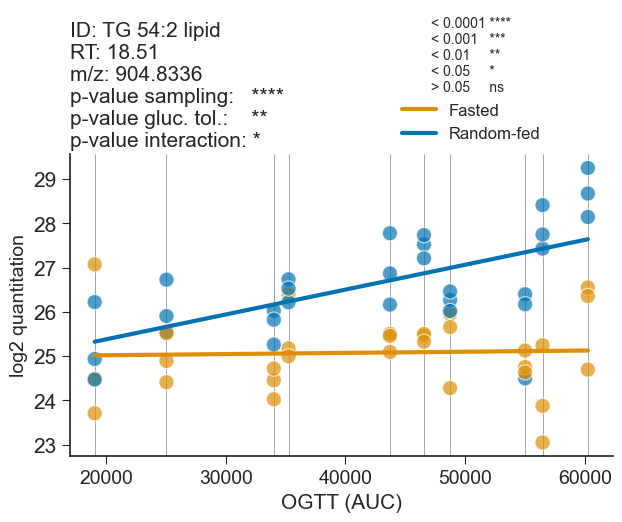 ID: TG 54:2 lipid
RT: 18.51
m/z: 904.8336
p-value sampling: ****
p-value gluc. tol.: **
p-value interaction: *
< 0.0001 ****
< 0.001 ***
< 0.01 **
< 0.05 *
> 0.05 ns
Fasted
Random-fed
29
28
27
26
25
24
23
log2 quantitation
20000 30000 40000 50000 60000
OGTT (AUC)